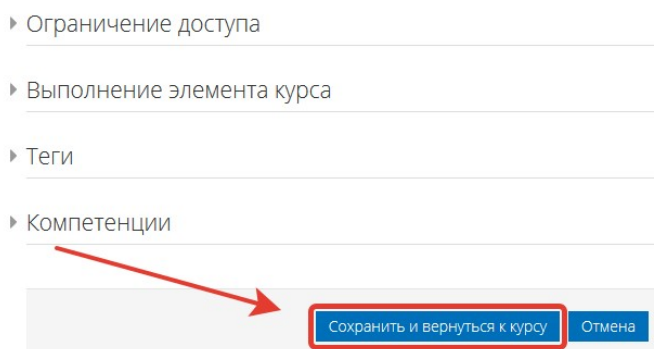 Ограничение доступа
Выполнение элемента курса
Теги
Компетенции
Сохранить и вернуться к курсу Отмена